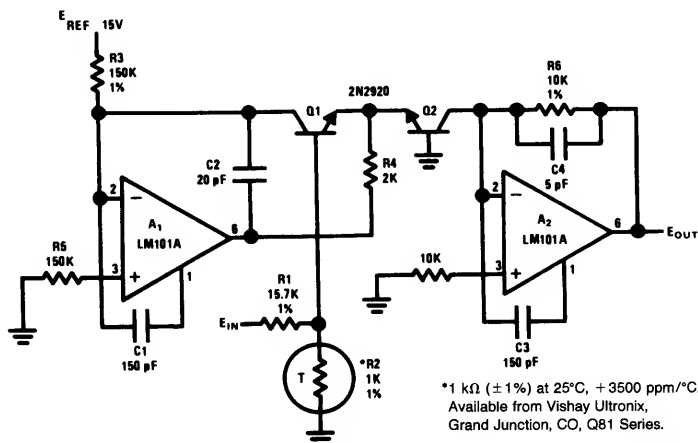 E REF 15V
R3
150K
1%
2N2920
Q1
Q2
R6
10K
1%
C4
5 pF
C2
20 pF
R4
2K
2
−
A1
LM101A
6
3
+
1
R5
150K
C1
150 pF
R1
15.7K
1%
EIN
T
*R2
1K
1%
2
−
A2
LM101A
6
EOUT
10K
3
+
1
C3
150 pF
*1 kΩ (±1%) at 25°C, +3500 ppm/°C
Available from Vishay Ultronix,
Grand Junction, CO, Q81 Series.